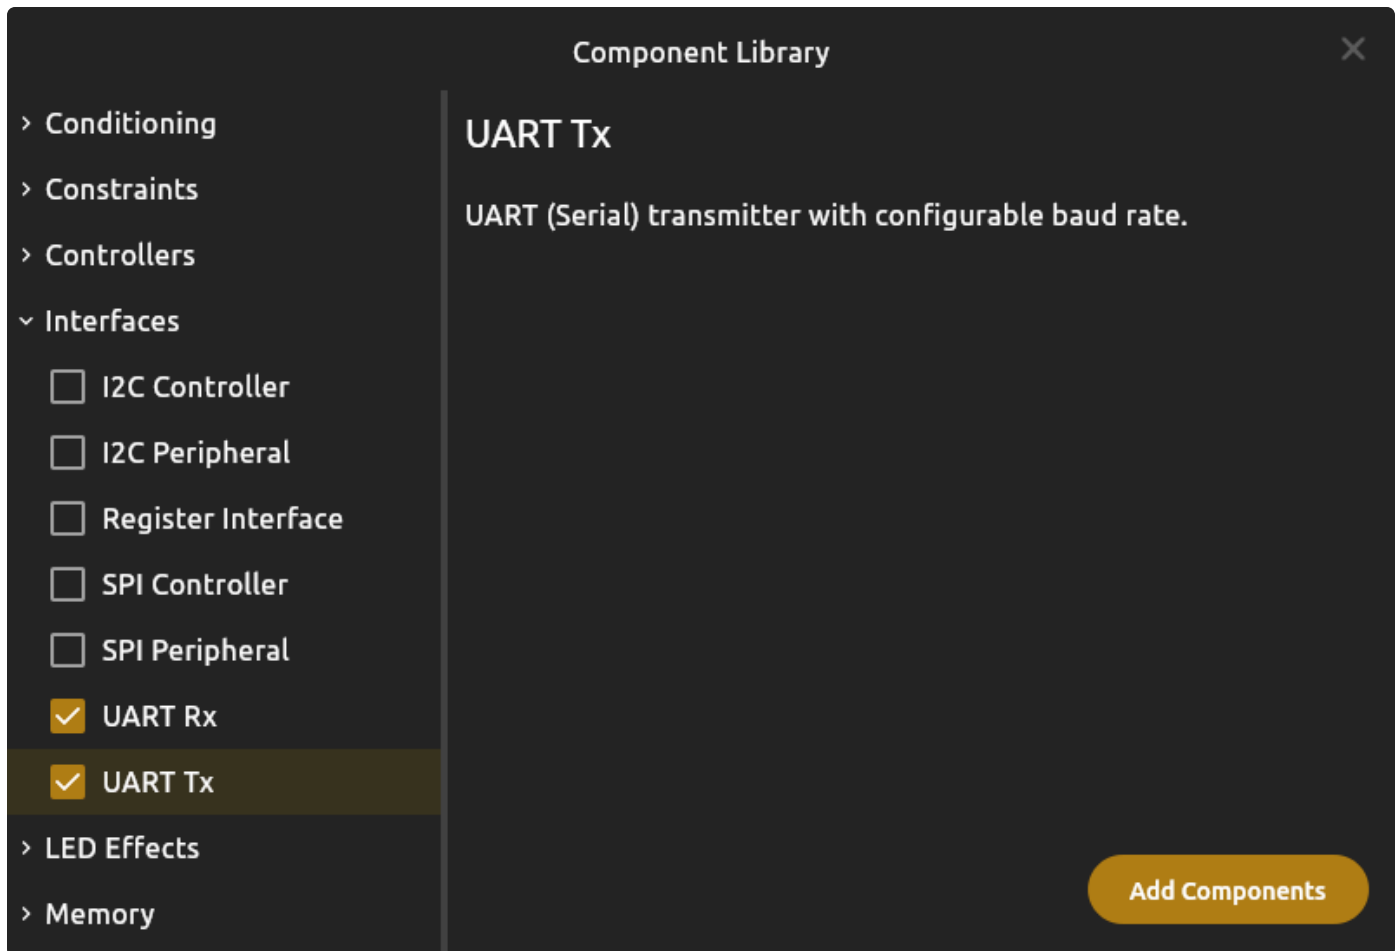 Component Library
Conditioning
Constraints
Controllers
Interfaces
I2C Controller
I2C Peripheral
Register Interface
SPI Controller
SPI Peripheral
UART Rx
UART Tx
LED Effects
Memory
UART Tx
UART (Serial) transmitter with configurable baud rate.
Add Components